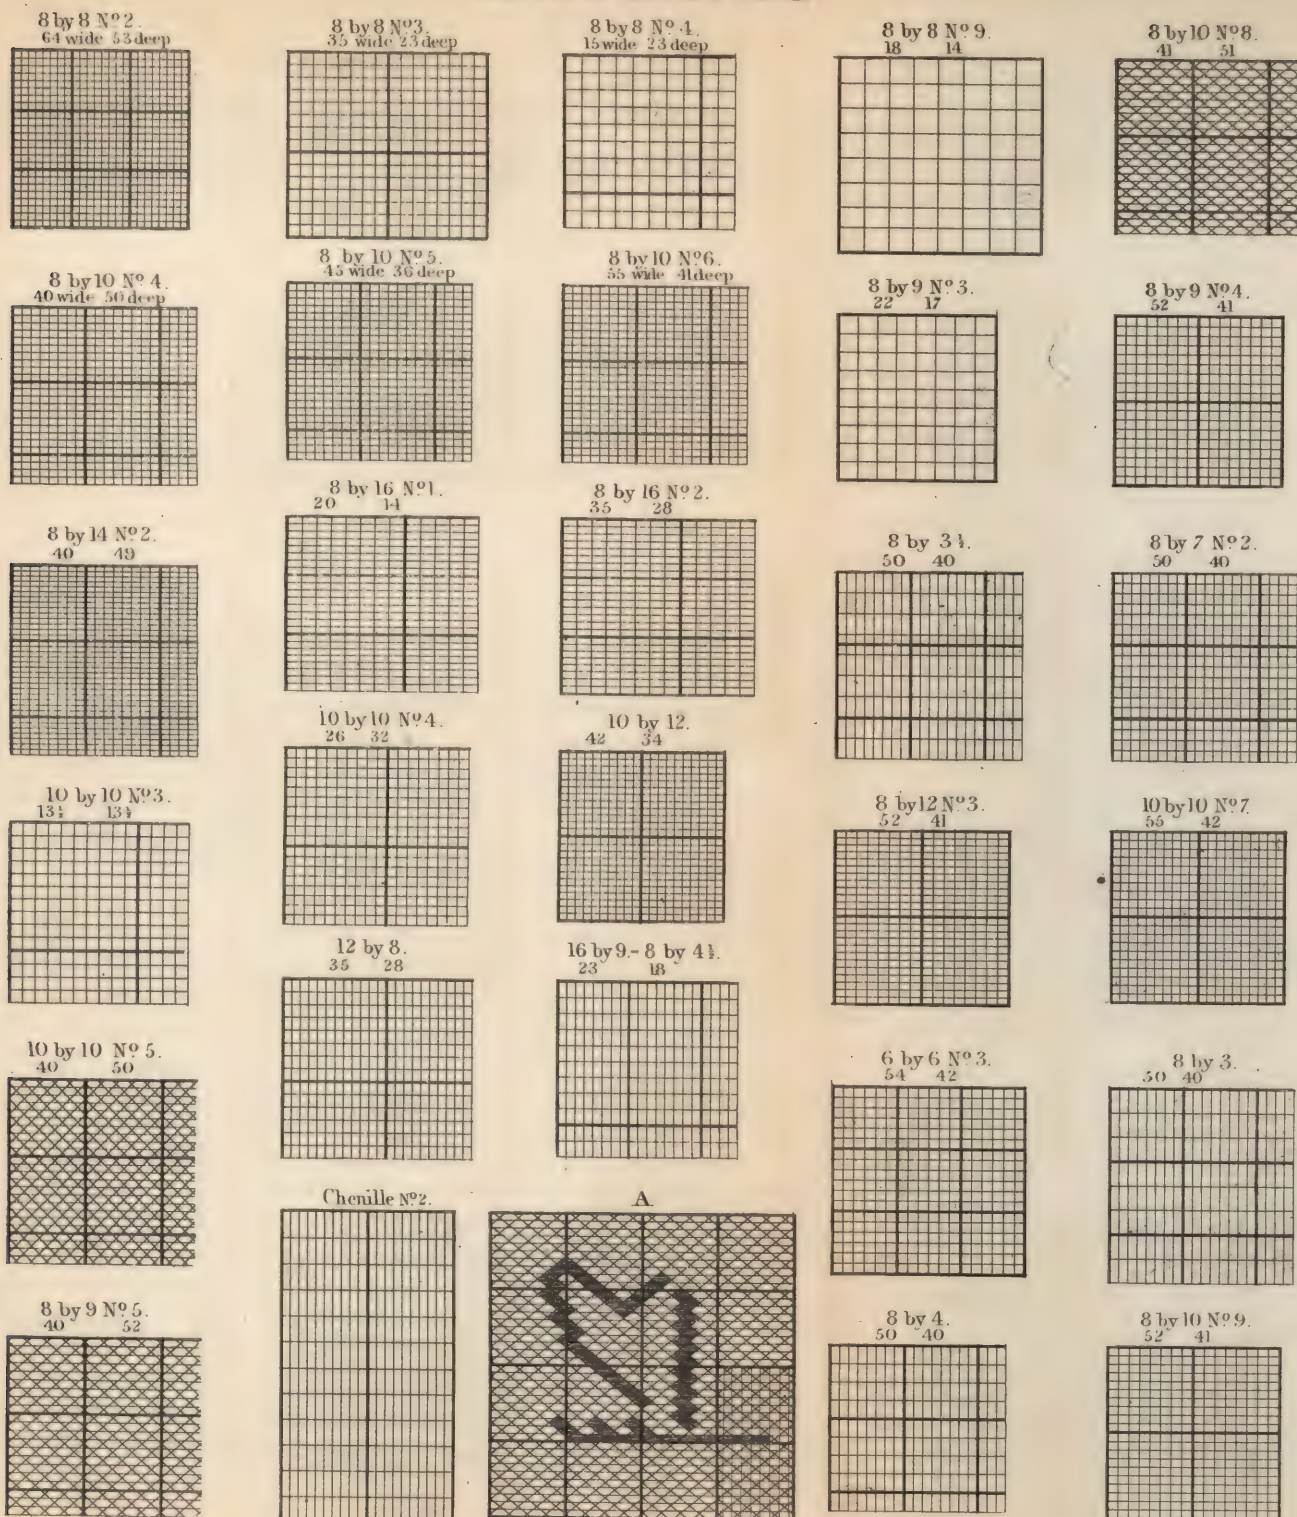 8 by 8 Nº 2.
64 wide 53 deep
8 by 8 Nº 3.
35 wide 23 deep
8 by 8 Nº 4.
15 wide 23 deep
8 by 8 Nº 9.
18 14
8 by 10 Nº 8.
41 51
8 by 10 Nº 4.
40 wide 50 deep
8 by 10 Nº 5.
45 wide 36 deep
8 by 10 Nº 6.
55 wide 41 deep
8 by 9 Nº 3.
22 17
8 by 9 Nº 4.
52 41
8 by 14 Nº 2.
40 49
8 by 16 Nº 1.
20 14
8 by 16 Nº 2.
35 28
8 by 3½.
50 40
8 by 7 Nº 2.
50 40
10 by 10 Nº 3.
13½ 13½
10 by 10 Nº 4.
26 32
10 by 12.
42 34
8 by 12 Nº 3.
52 41
10 by 10 Nº 7.
55 42
10 by 10 Nº 5.
40 50
12 by 8.
35 28
16 by 9.- 8 by 4½.
23 18
6 by 6 Nº 3.
54 42
8 by 3.
50 40
8 by 9 Nº 5.
40 52
Chenille Nº 2.
A
8 by 4.
50 40
8 by 10 Nº 9.
52 41